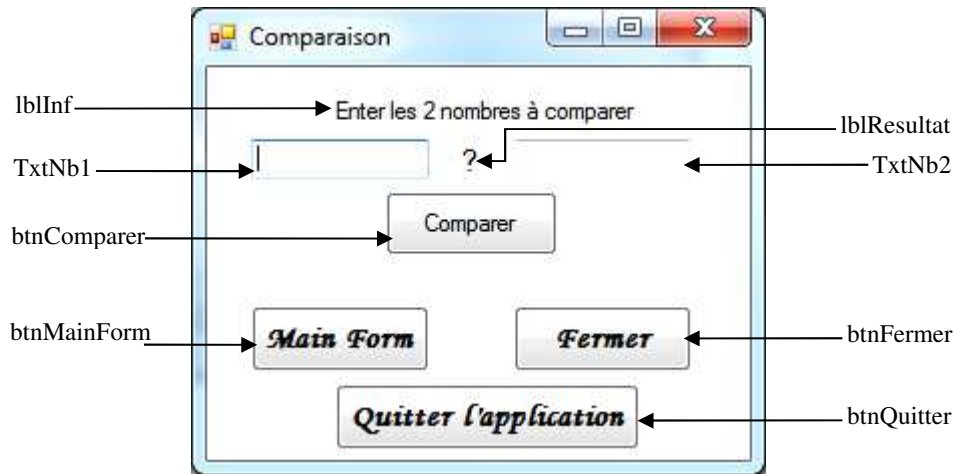 Comparaison
lblInf
Enter les 2 nombres à comparer
lblResultat
TxtNb1
?
TxtNb2
btnComparer
Comparer
btnMainForm
Main Form
Fermer
btnFermer
Quitter l'application
btnQuitter